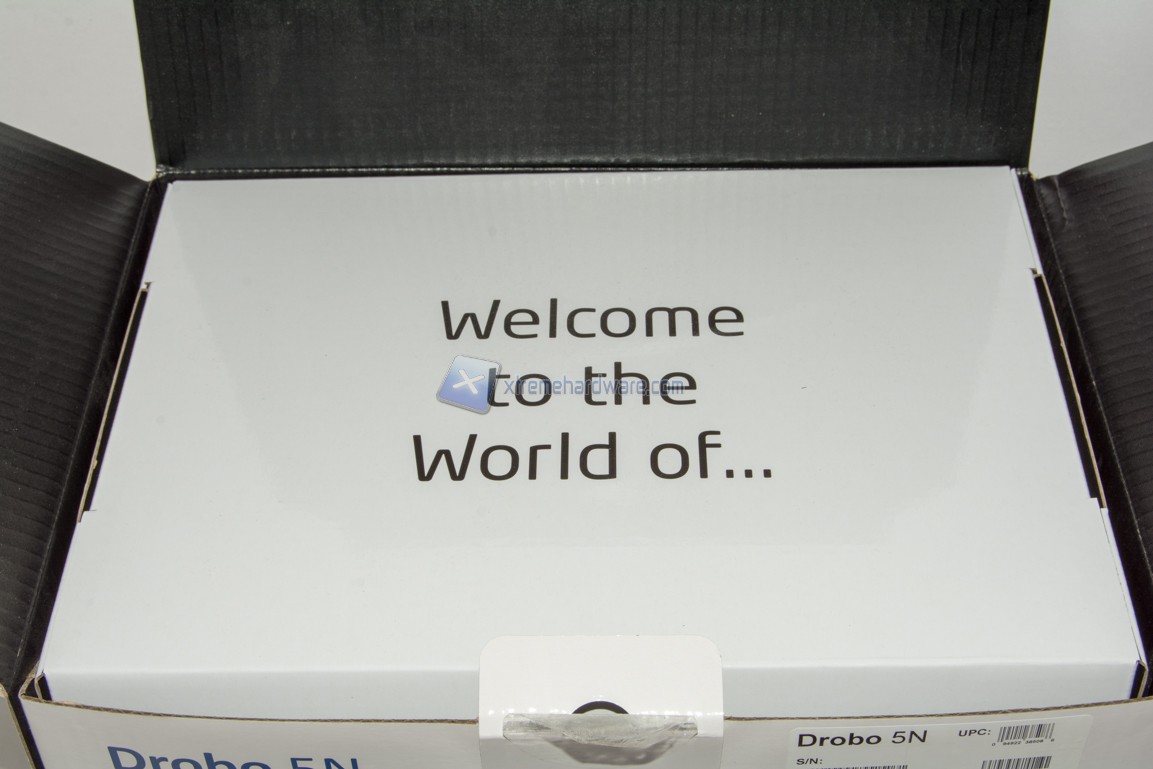 Welcome
to the
xtremehardware.com
World of...
Drobo 5N
Drobo 5N
UPC:
S/N: